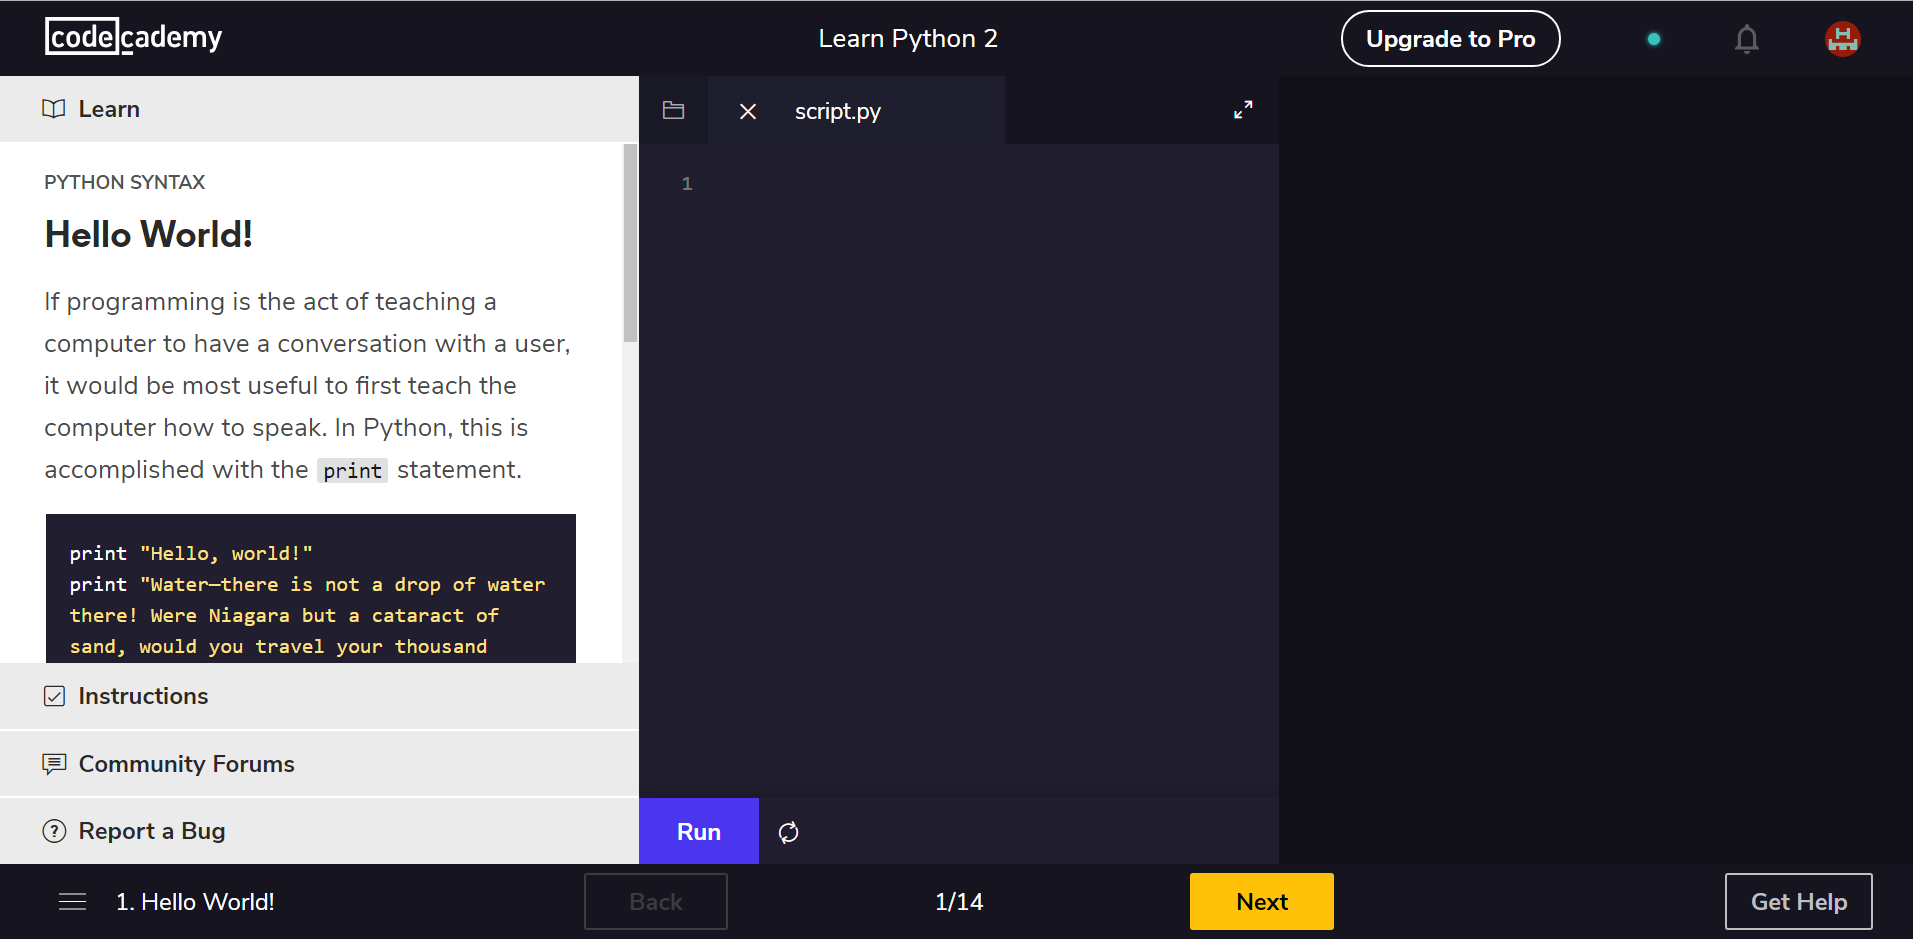 codecademy
Learn Python 2
Upgrade to Pro
Learn
script.py
PYTHON SYNTAX
Hello World!
If programming is the act of teaching a
computer to have a conversation with a user,
it would be most useful to first teach the
computer how to speak. In Python, this is
accomplished with the print statement.
print "Hello, world!"
print "Water—there is not a drop of water
there! Were Niagara but a cataract of
sand, would you travel your thousand
1
Instructions
Community Forums
Report a Bug
Run
1. Hello World!
Back
1/14
Next
Get Help